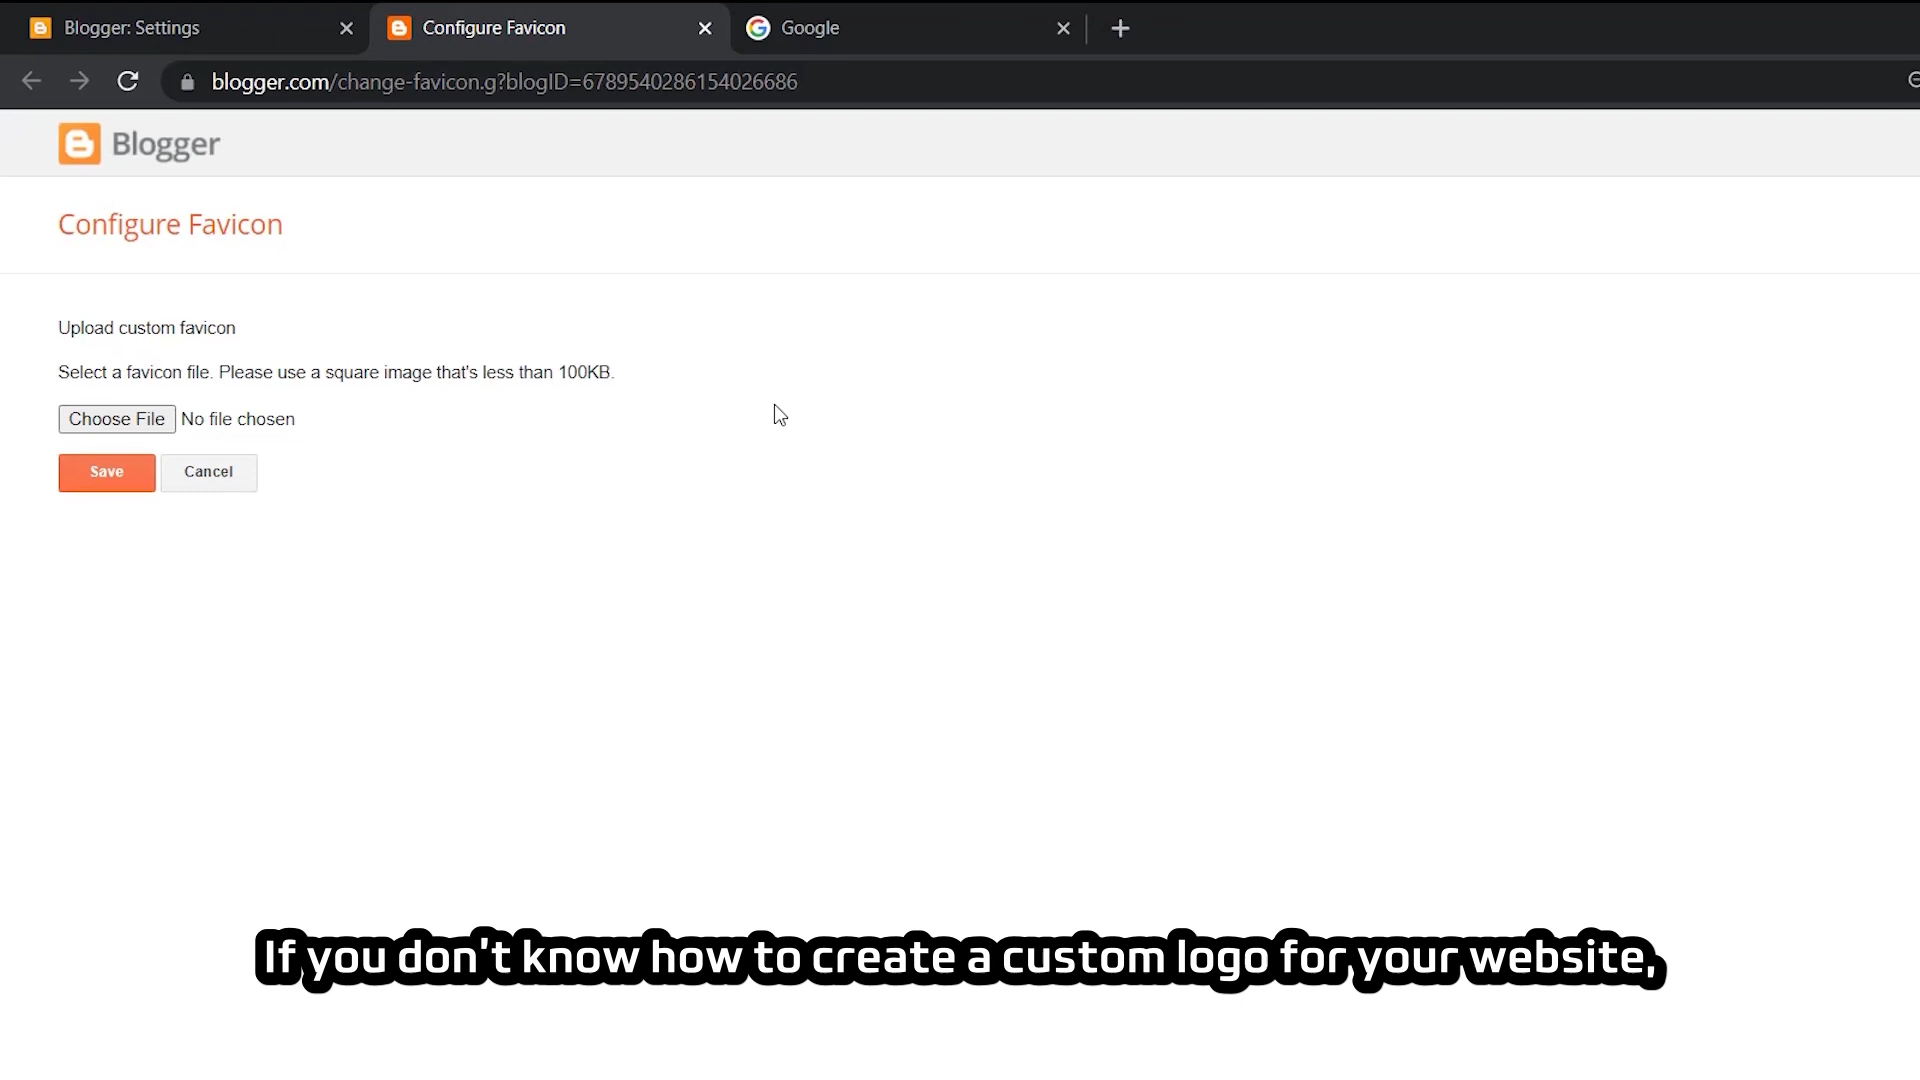 Blogger: Settings
Configure Favicon
Google
blogger.com/change-favicon.g?blogID=6789540286154026686
Blogger
Configure Favicon
Upload custom favicon
Select a favicon file. Please use a square image that's less than 100KB.
Choose File No file chosen
Save Cancel
If you don't know how to create a custom logo for your website,